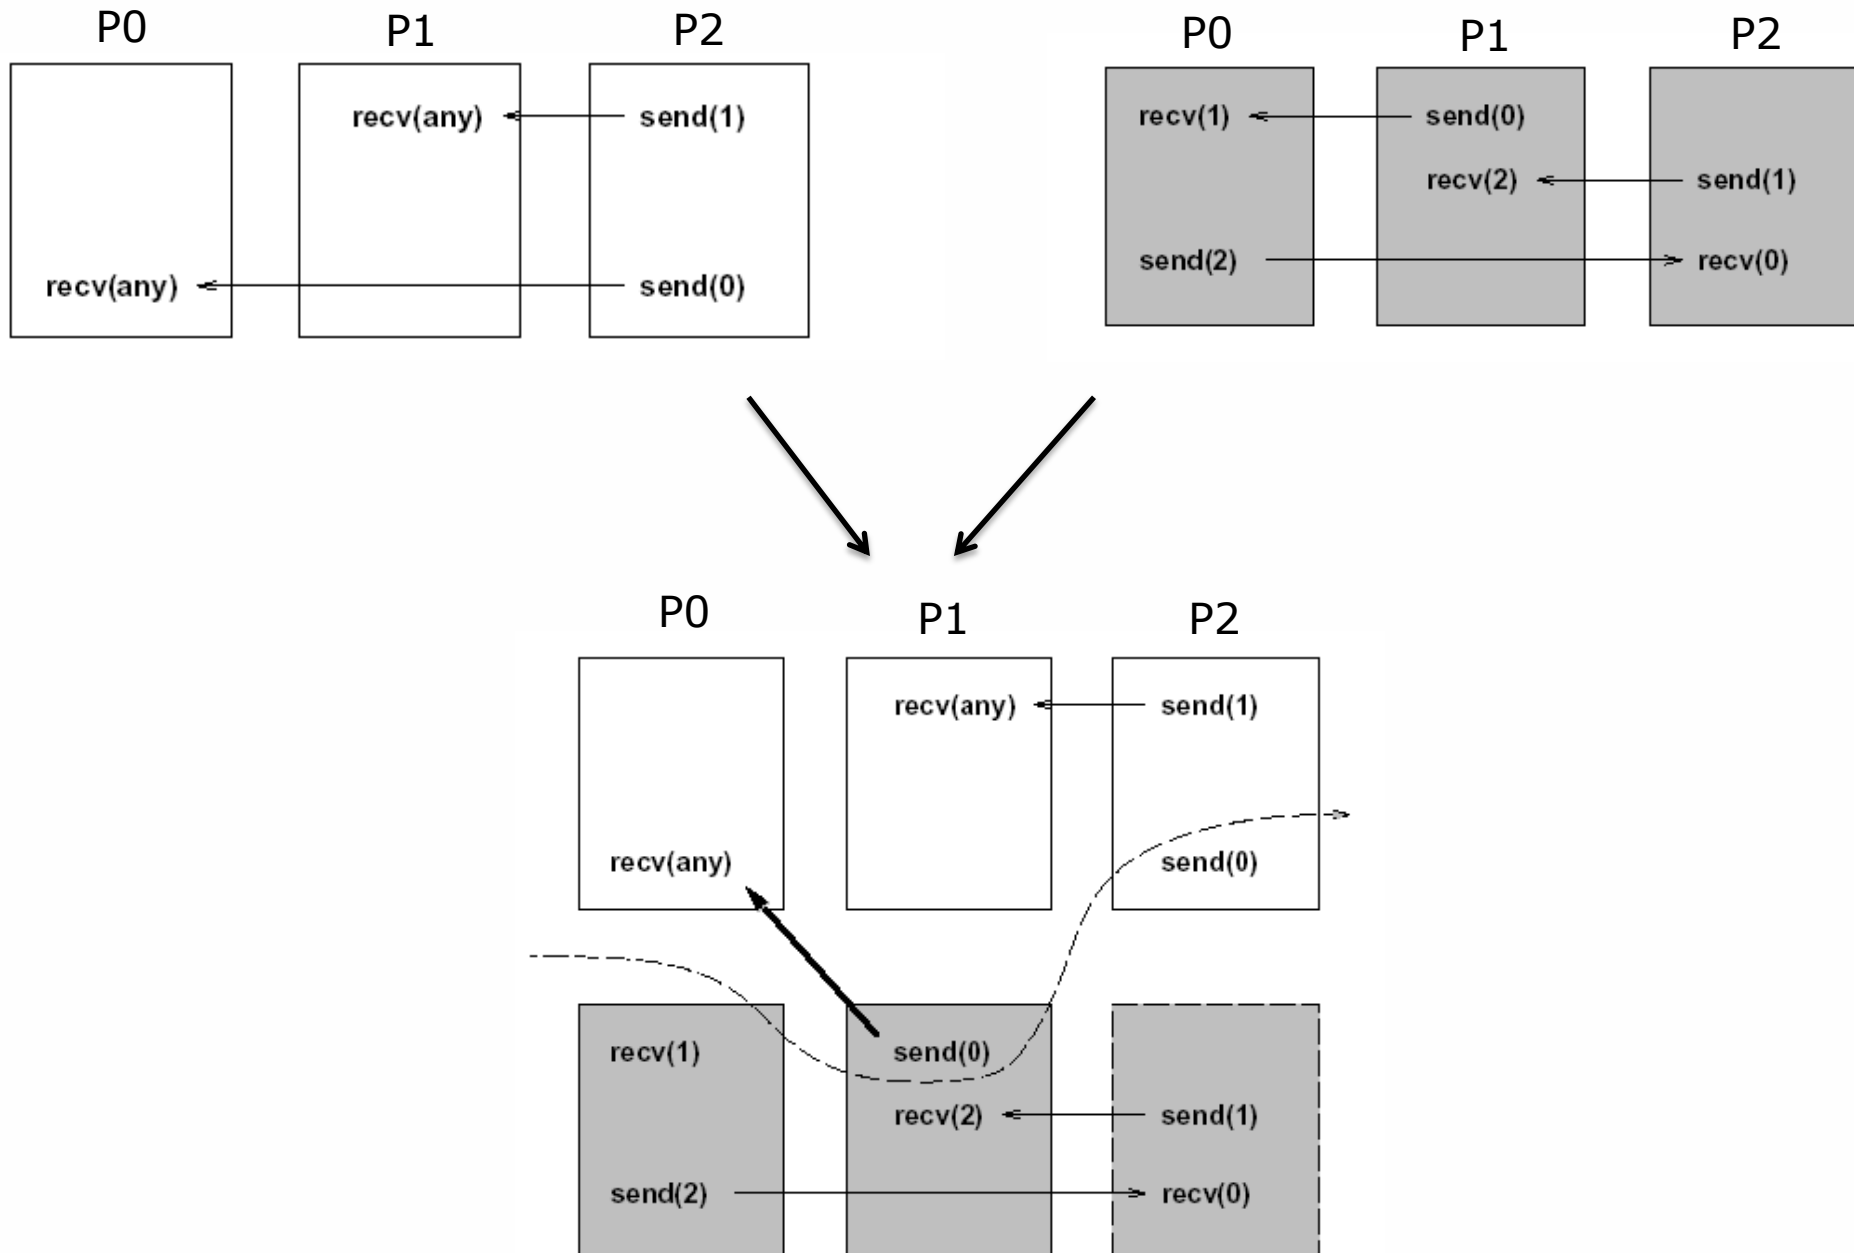 P0 P1 P2
recv(any) send(1)
recv(any) send(0)
P0 P1 P2
recv(1) send(0)
recv(2) send(1)
send(2) recv(0)
P0 P1 P2
recv(any) send(1)
recv(any) send(0)
recv(1) send(0)
recv(2) send(1)
send(2) recv(0)